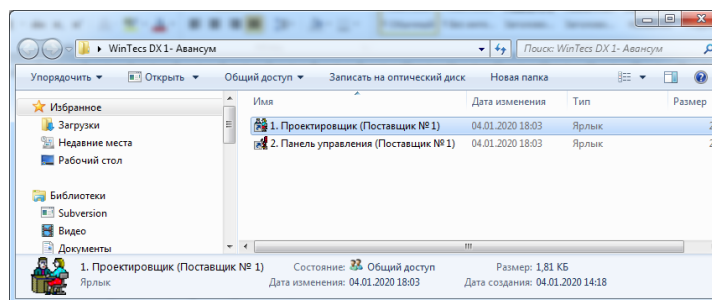 WinTecs DX 1- Авансум
Поиск: WinTecs DX 1- Авансум
Упорядочить Открыть Общий доступ Записать на оптический диск Новая папка
Имя Дата изменения Тип Размер
Избранное
Загрузки
Недавние места
Рабочий стол
Библиотеки
Subversion
Видео
Документы
1. Проектировщик (Поставщик № 1) 04.01.2020 18:03 Ярлык
2. Панель управления (Поставщик № 1) 04.01.2020 18:03 Ярлык
1. Проектировщик (Поставщик № 1) Состояние: Общий доступ Размер: 1,81 КБ
Ярлык Дата изменения: 04.01.2020 18:03 Дата создания: 04.01.2020 14:18